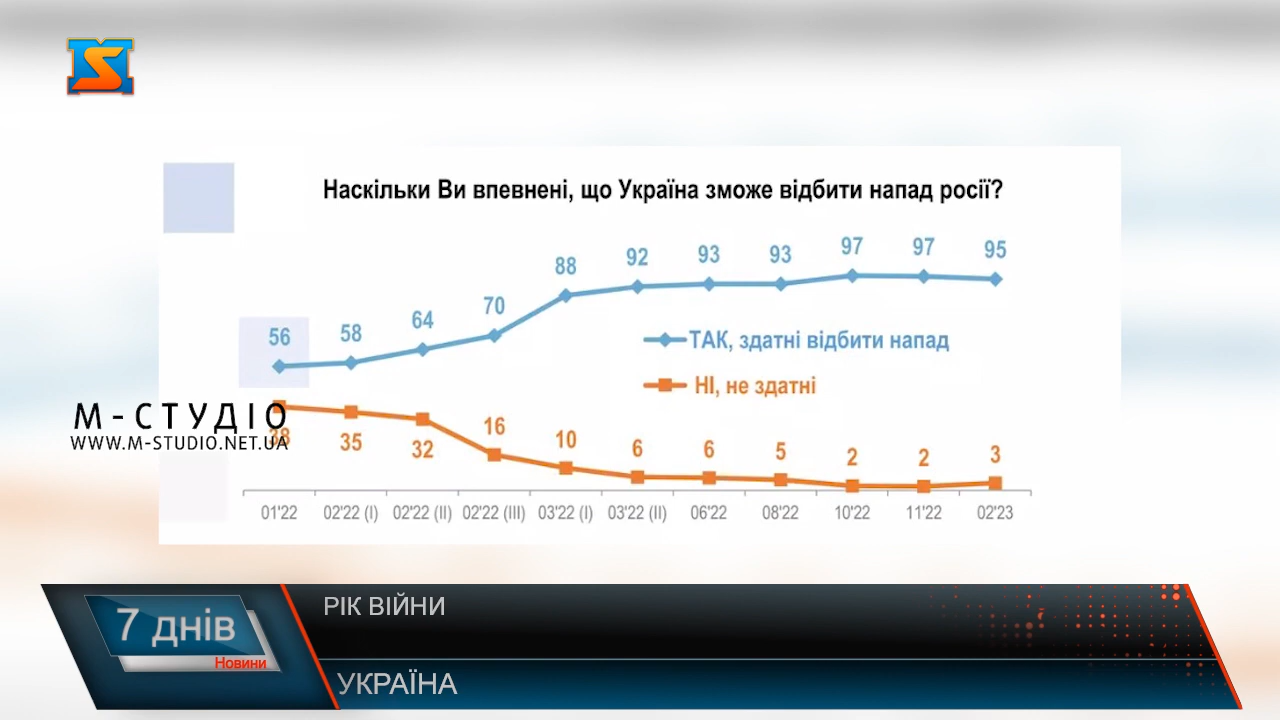 Наскільки Ви впевнені, що Україна зможе відбити напад росії?
56 58 64 70 88 92 93 93 97 97 95
ТАК, здатні відбити напад
НІ, не здатні
38 35 32 16 10 6 6 5 2 2 3
М-СТУДІО
WWW.M-STUDIO.NET.UA
01'22 02'22 (I) 02'22 (II) 02'22 (III) 03'22 (I) 03'22 (II) 06'22 08'22 10'22 11'22 02'23
7 днів
Новини
РІК ВІЙНИ
УКРАЇНА